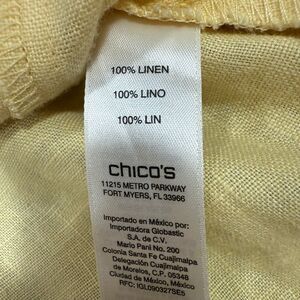 100% LINEN
100% LINO
100% LIN
chico's
11215 METRO PARKWAY
FORT MYERS, FL 33966
Importado en México por:
Importadora Globastic
S.A. de C.V.
Mario Pani No. 200
Colonia Santa Fe Cuajimalpa
Delegación Cuajimalpa
de Morelos, C.P. 05348
Ciudad de México, México
RFC: IGL090327SE5